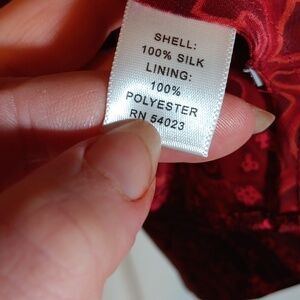 SHELL:
100% SILK
LINING:
100%
POLYESTER
RN 54023